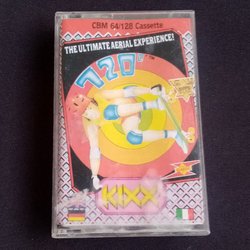 CBM 64/128 Cassette
THE ULTIMATE AERIAL EXPERIENCE!
720°
KIXX